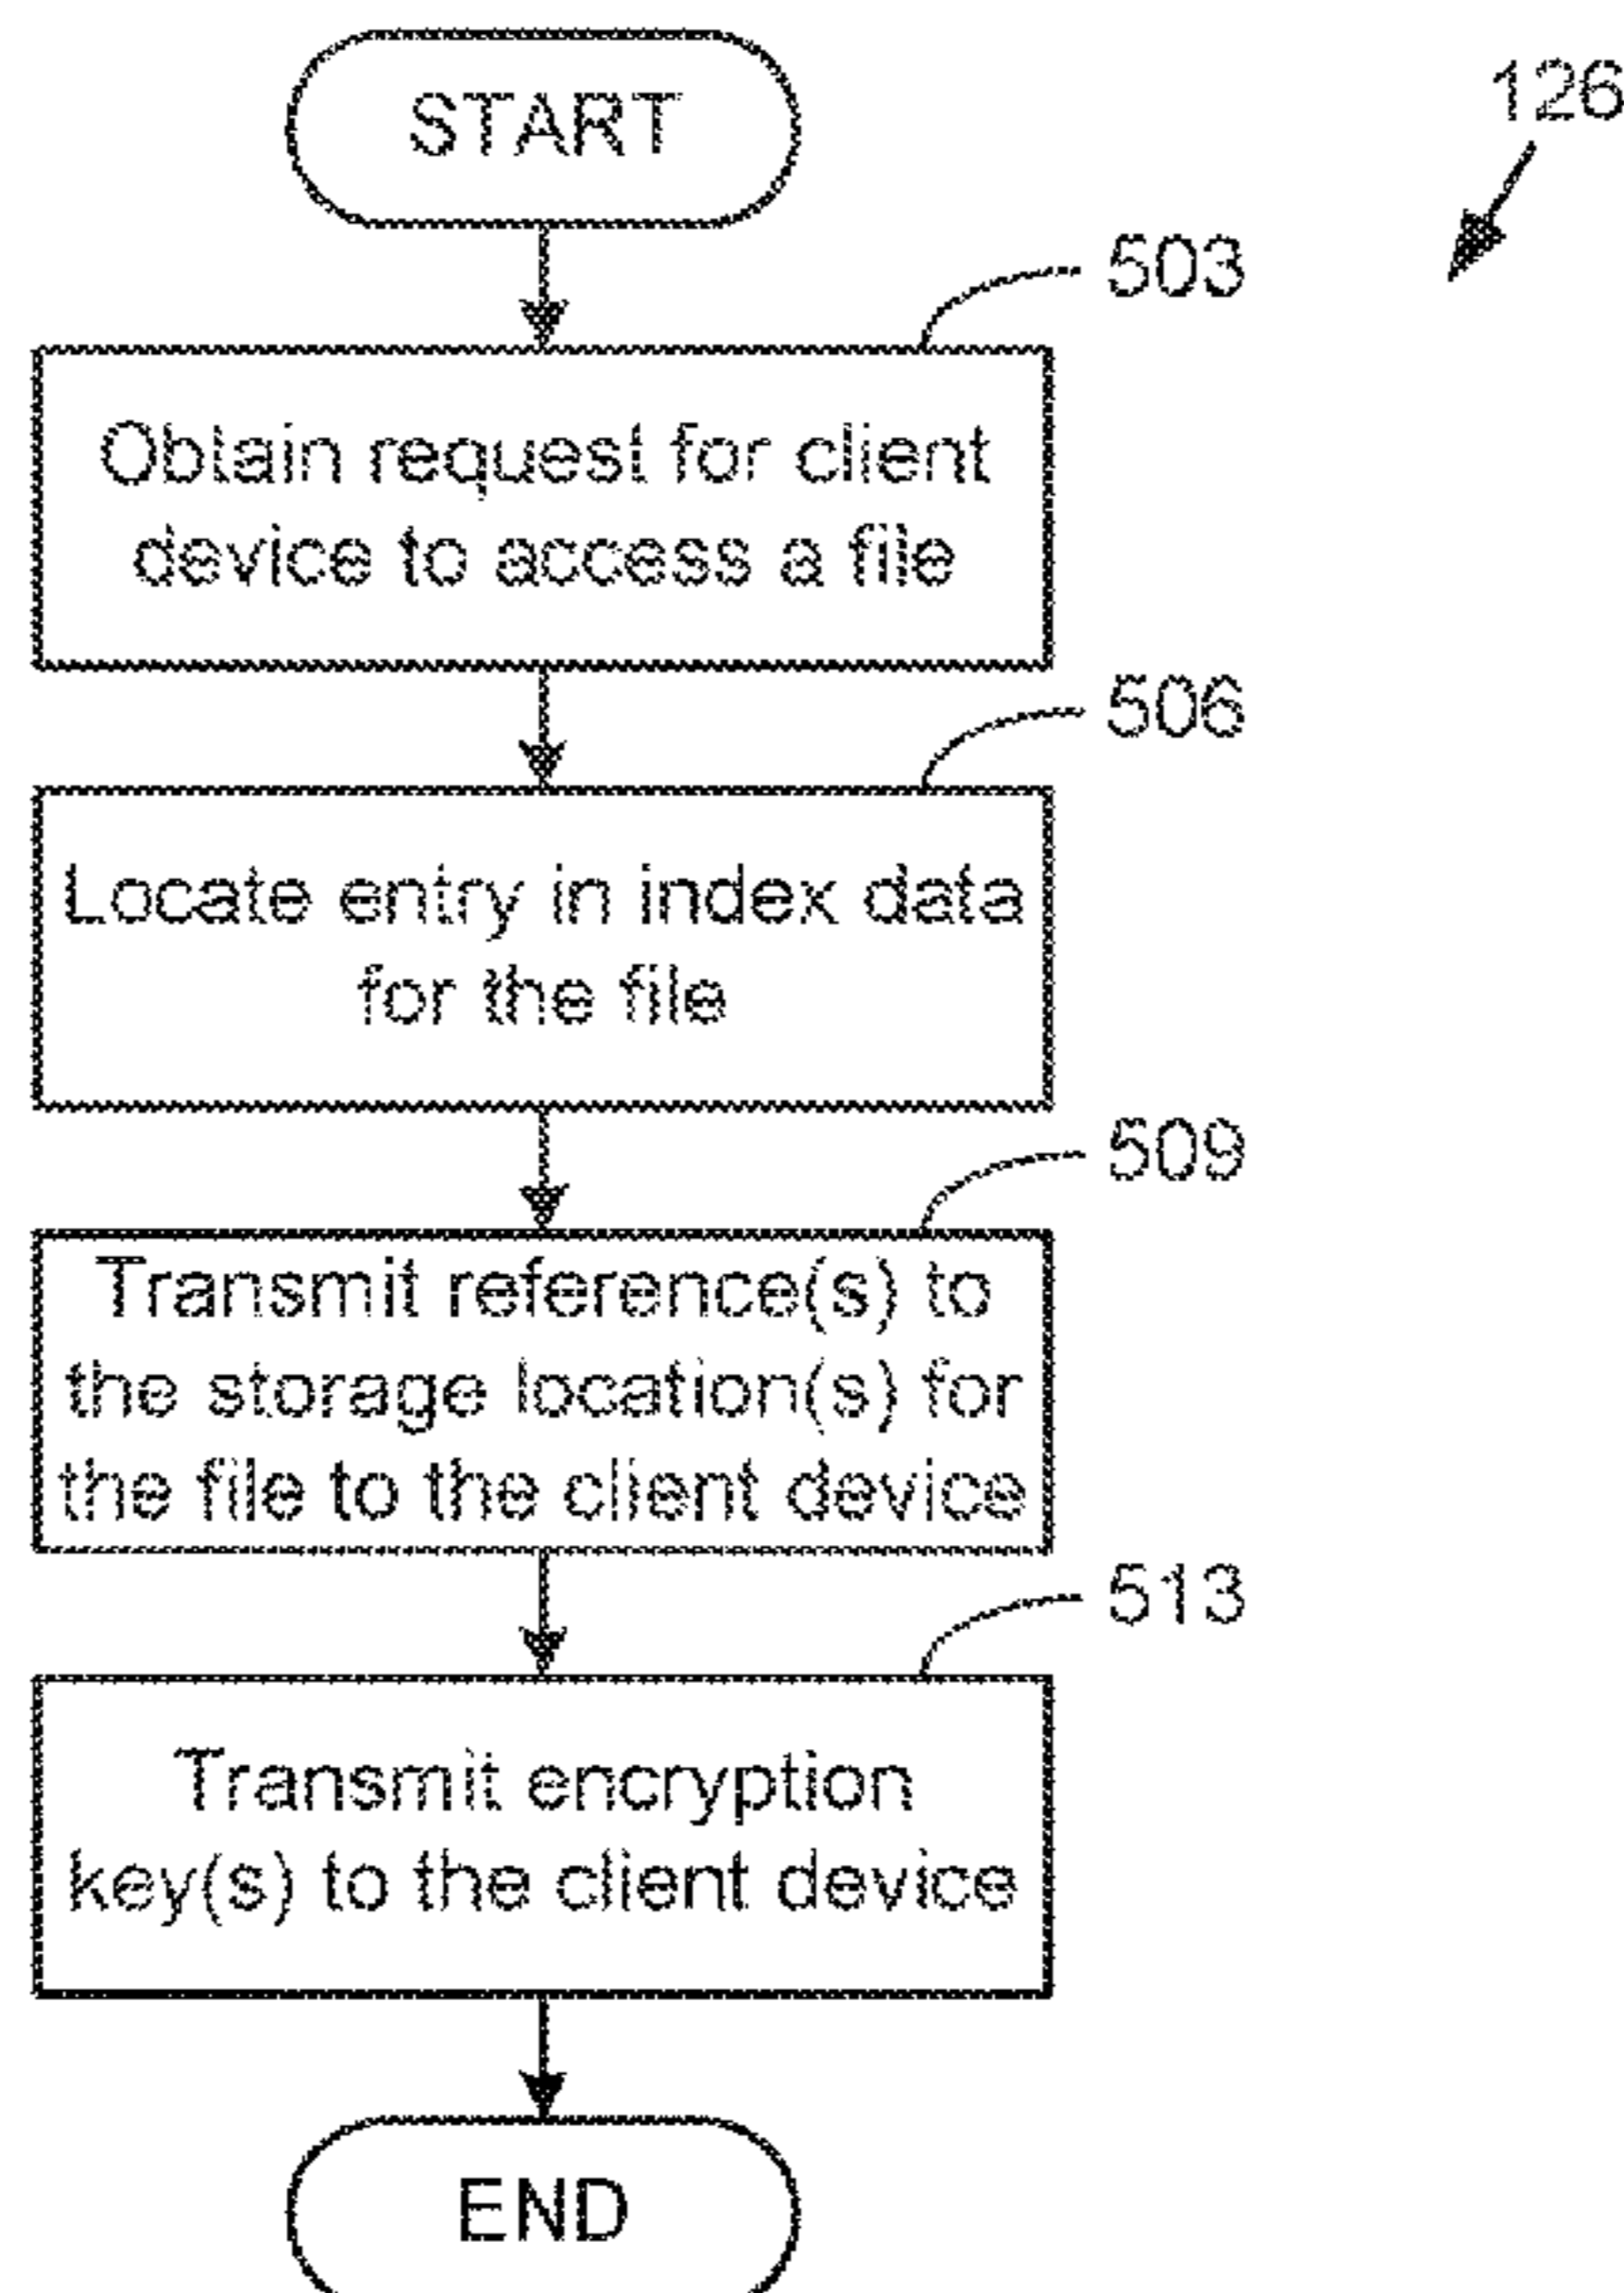 START
126
503
Obtain request for client
device to access a file
506
Locate entry in index data
for the file
509
Transmit reference(s) to
the storage location(s) for
the file to the client device
513
Transmit encryption
key(s) to the client device
END